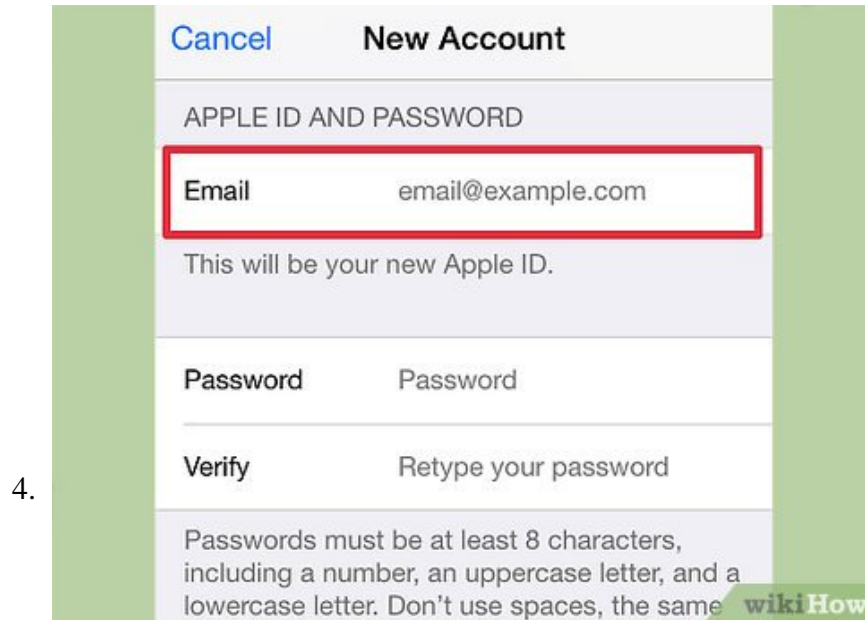 Cancel New Account
APPLE ID AND PASSWORD
Email email@example.com
This will be your new Apple ID.
Password Password
Verify Retype your password
4.
Passwords must be at least 8 characters,
including a number, an uppercase letter, and a
lowercase letter. Don't use spaces, the same
wikiHow